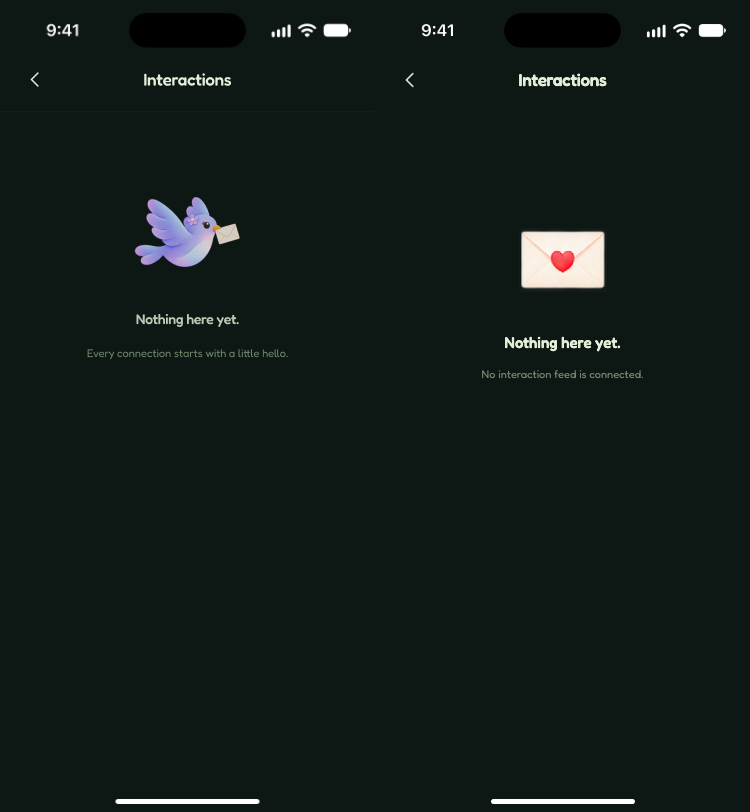 9:41
Interactions
Nothing here yet.
Every connection starts with a little hello.
9:41
Interactions
Nothing here yet.
No interaction feed is connected.